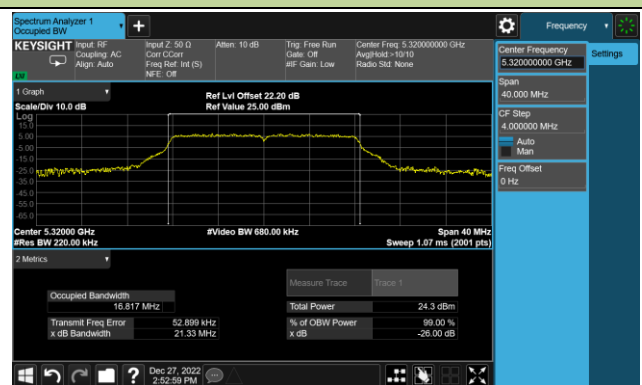 Spectrum Analyzer 1
Occupied BW
+
Frequency
KEYSIGHT
Input: RF
Coupling: AC
Align: Auto
Input Z: 50 Ω
Corr CCorr
Freq Ref: Int (S)
NFE: Off
Atten: 10 dB
Trig: Free Run
Gate: Off
#IF Gain: Low
Center Freq: 5.320000000 GHz
Avg|Hold:>10/10
Radio Std: None
LV
Center Frequency
5.320000000 GHz
Settings
Span
40.000 MHz
CF Step
4.000000 MHz
Auto
Man
Freq Offset
0 Hz
1 Graph
Scale/Div 10.0 dB
Ref Lvl Offset 22.20 dB
Ref Value 25.00 dBm
Log
15.0
5.00
-5.00
-15.0
-25.0
-35.0
-45.0
-55.0
-65.0
Center 5.32000 GHz
#Video BW 680.00 kHz
Span 40 MHz
#Res BW 220.00 kHz
Sweep 1.07 ms (2001 pts)
2 Metrics
Measure Trace
Trace 1
Occupied Bandwidth
16.817 MHz
Total Power
24.3 dBm
Transmit Freq Error
52.899 kHz
% of OBW Power
99.00 %
x dB Bandwidth
21.33 MHz
x dB
-26.00 dB
?
Dec 27, 2022
2:52:59 PM